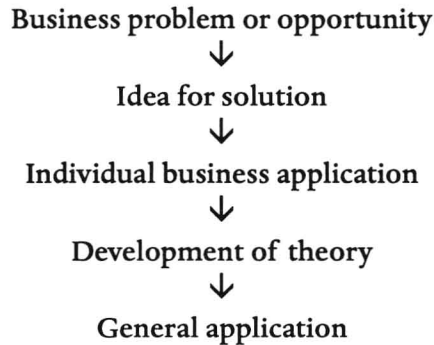 Business problem or opportunity
↓
Idea for solution
↓
Individual business application
↓
Development of theory
↓
General application